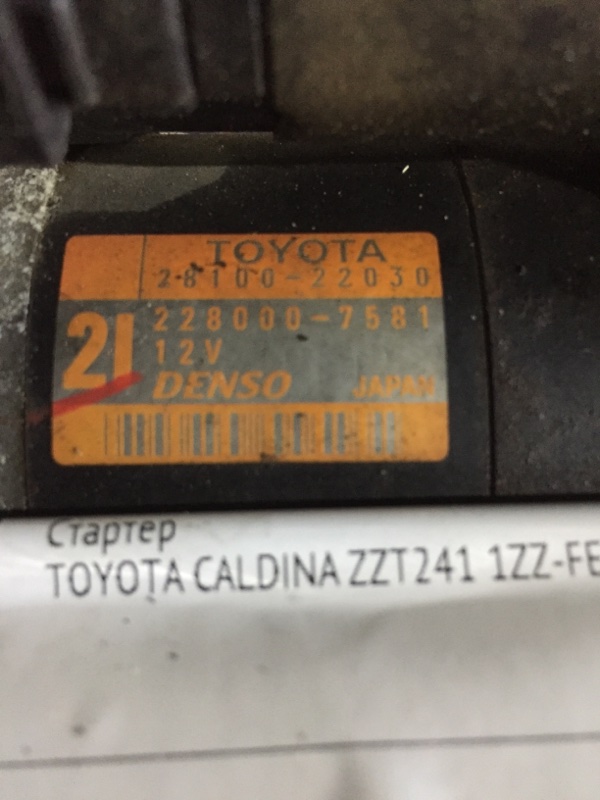 TOYOTA
28100-22030
21
228000-7581
12V
DENSO JAPAN
Стартер
TOYOTA CALDINA ZZT241 1ZZ-FE